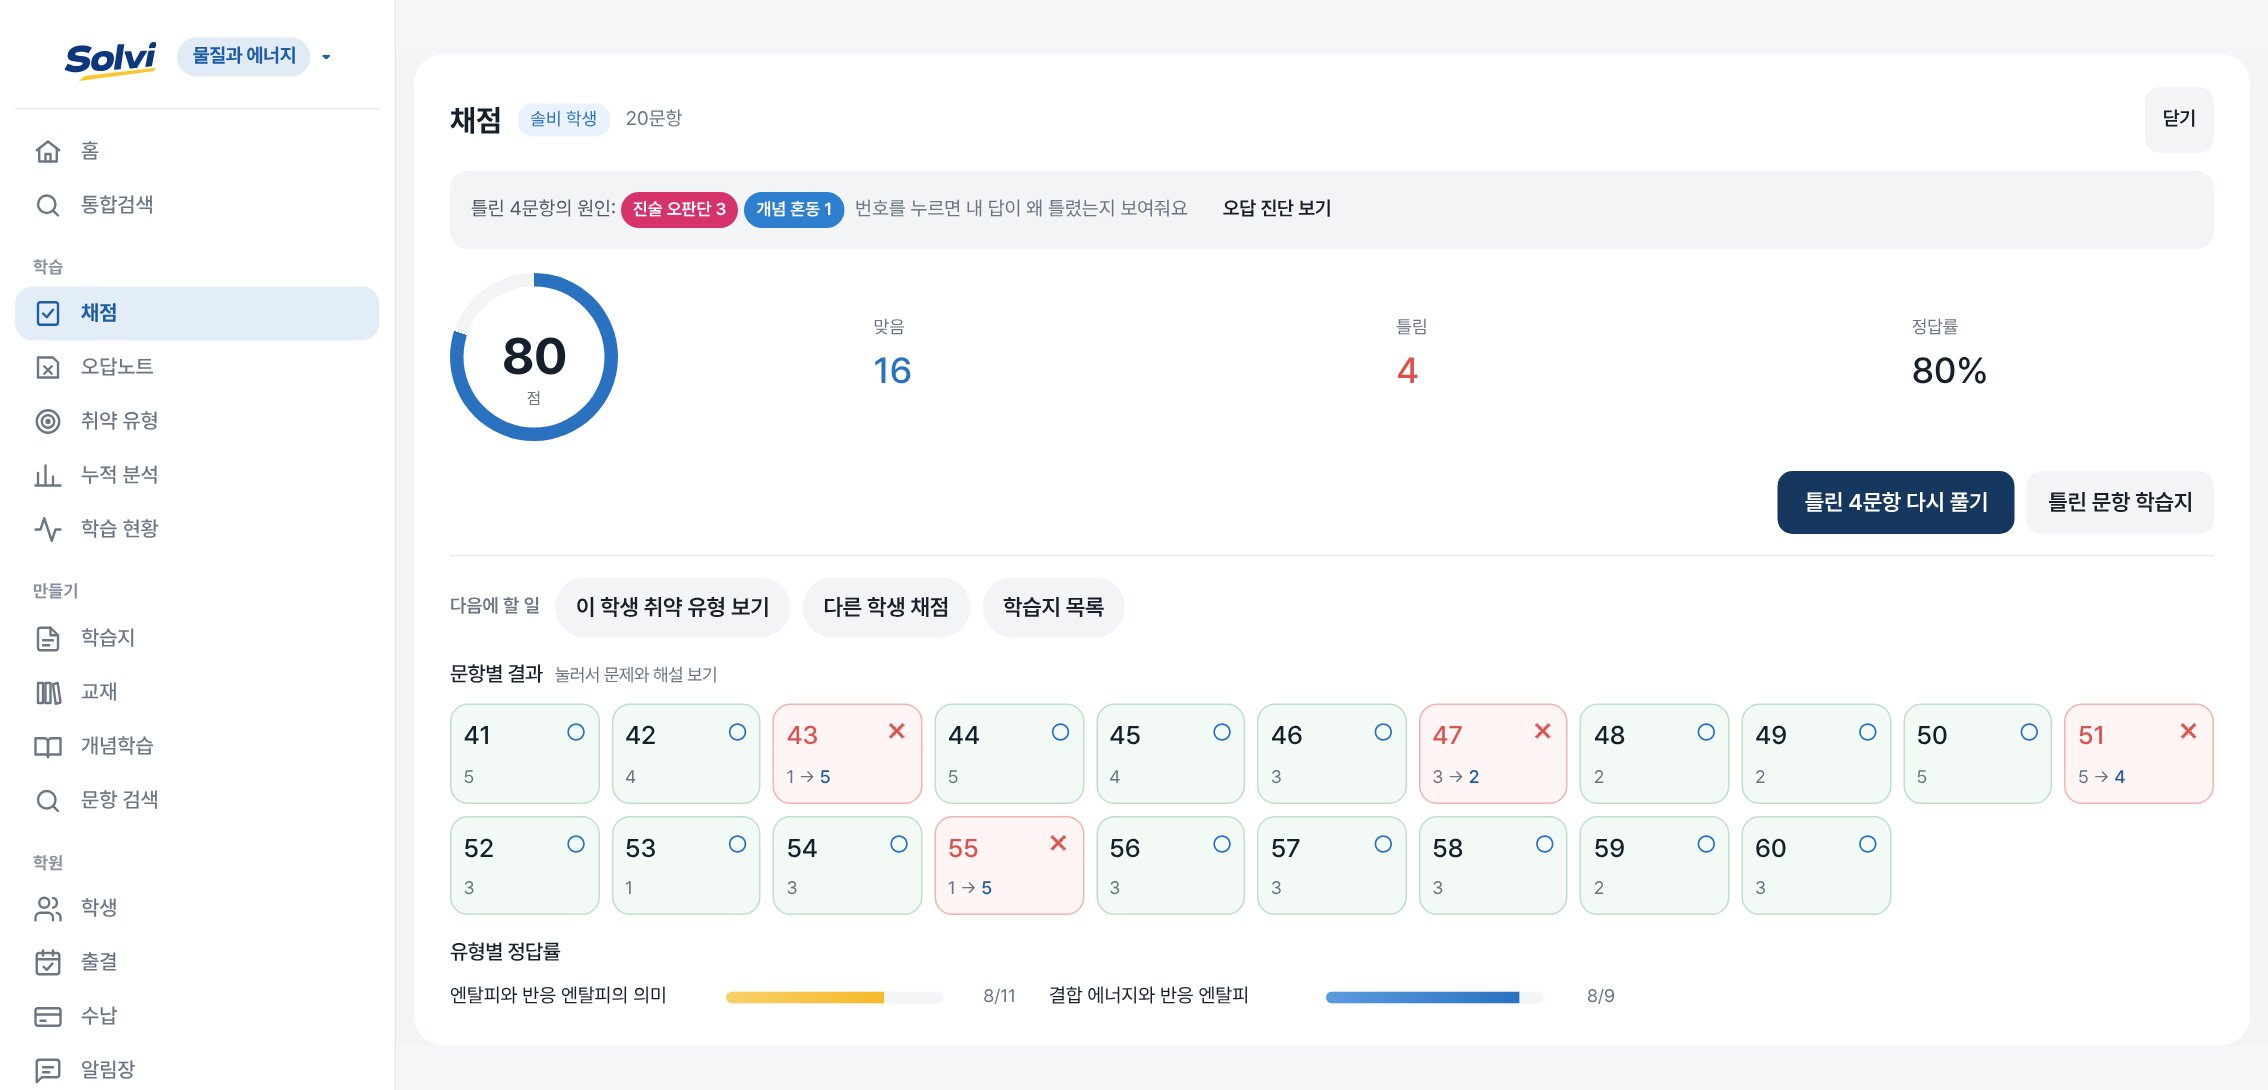 Solvi 물질과 에너지
홈
통합검색
학습
채점
오답노트
취약 유형
누적 분석
학습 현황
만들기
학습지
교재
개념학습
문항 검색
학원
학생
출결
수납
알림장
채점 솔비 학생 20문항 닫기
틀린 4문항의 원인: 진술 오판단 3 개념 혼동 1 번호를 누르면 내 답이 왜 틀렸는지 보여줘요 오답 진단 보기
80
점
맞음
16
틀림
4
정답률
80%
틀린 4문항 다시 풀기 틀린 문항 학습지
다음에 할 일 이 학생 취약 유형 보기 다른 학생 채점 학습지 목록
문항별 결과 눌러서 문제와 해설 보기
41 42 43 44 45 46 47 48 49 50 51
5 4 1 → 5 5 4 3 3 → 2 2 2 5 5 → 4
52 53 54 55 56 57 58 59 60
3 1 3 1 → 5 3 3 3 2 3
유형별 정답률
엔탈피와 반응 엔탈피의 의미 8/11 결합 에너지와 반응 엔탈피 8/9